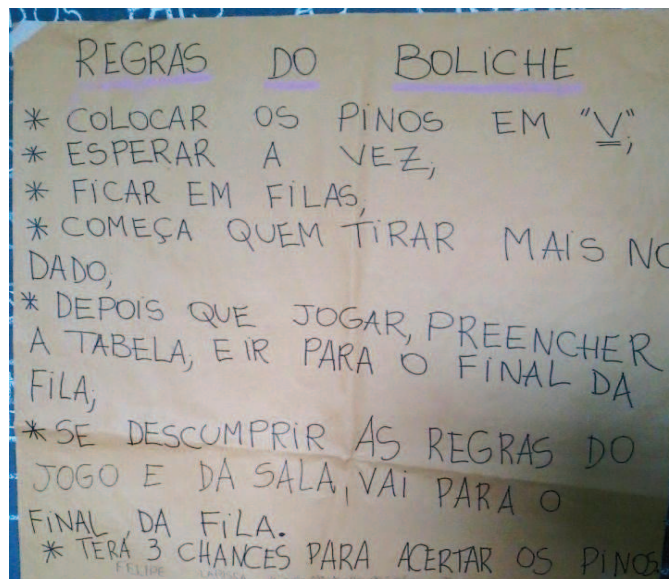 REGRAS DO BOLICHE
* COLOCAR OS PINOS EM "V";
* ESPERAR A VEZ;
* FICAR EM FILAS;
* COMEÇA QUEM TIRAR MAIS NO
DADO;
* DEPOIS QUE JOGAR, PREENCHER
A TABELA, E IR PARA O FINAL DA
FILA;
* SE DESCUMPRIR AS REGRAS DO
JOGO E DA SALA, VAI PARA O
FINAL DA FILA.
* TERÁ 3 CHANCES PARA ACERTAR OS PINOS
FELIPE